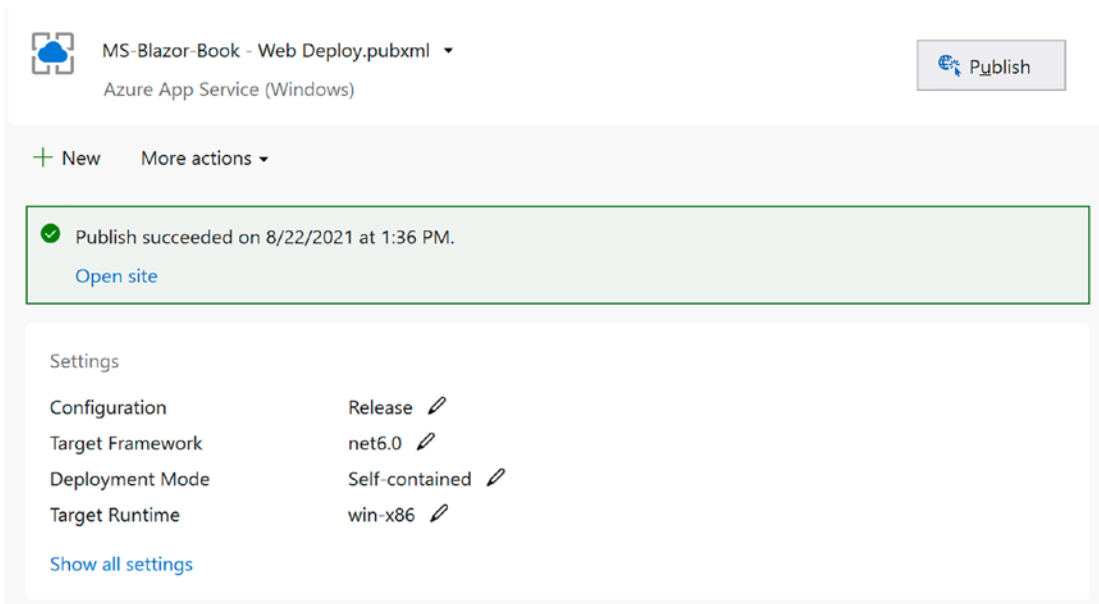 MS-Blazor-Book - Web Deploy.pubxml
Azure App Service (Windows)
Publish
New
More actions
Publish succeeded on 8/22/2021 at 1:36 PM.
Open site
Settings
Configuration Release
Target Framework net6.0
Deployment Mode Self-contained
Target Runtime win-x86
Show all settings